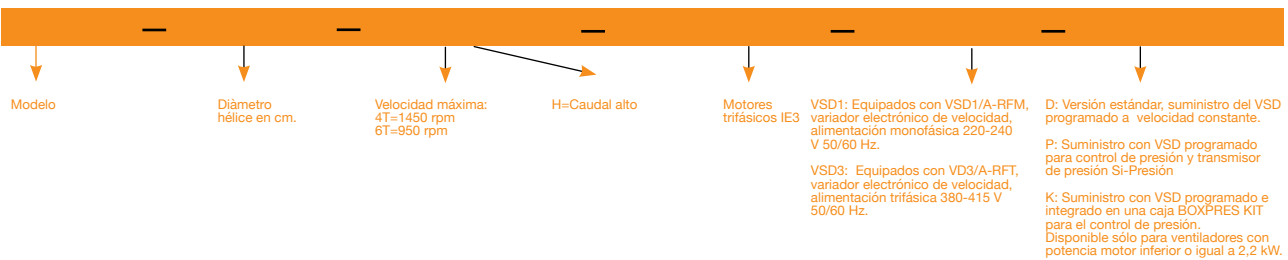 — — — — —
Modelo
Diàmetro
hélice en cm.
Velocidad máxima:
4T=1450 rpm
6T=950 rpm
H=Caudal alto
Motores
trifásicos IE3
VSD1: Equipados con VSD1/A-RFM,
variador electrónico de velocidad,
alimentación monofásica 220-240
V 50/60 Hz.
VSD3:  Equipados con VD3/A-RFT,
variador electrónico de velocidad,
alimentación trifásica 380-415 V
50/60 Hz.
D: Versión estándar, suministro del VSD
programado a  velocidad constante.
P: Suministro con VSD programado
para control de presión y transmisor
de presión Si-Presión
K: Suministro con VSD programado e
integrado en una caja BOXPRES KIT
para el control de presión.
Disponible sólo para ventiladores con
potencia motor inferior o igual a 2,2 kW.